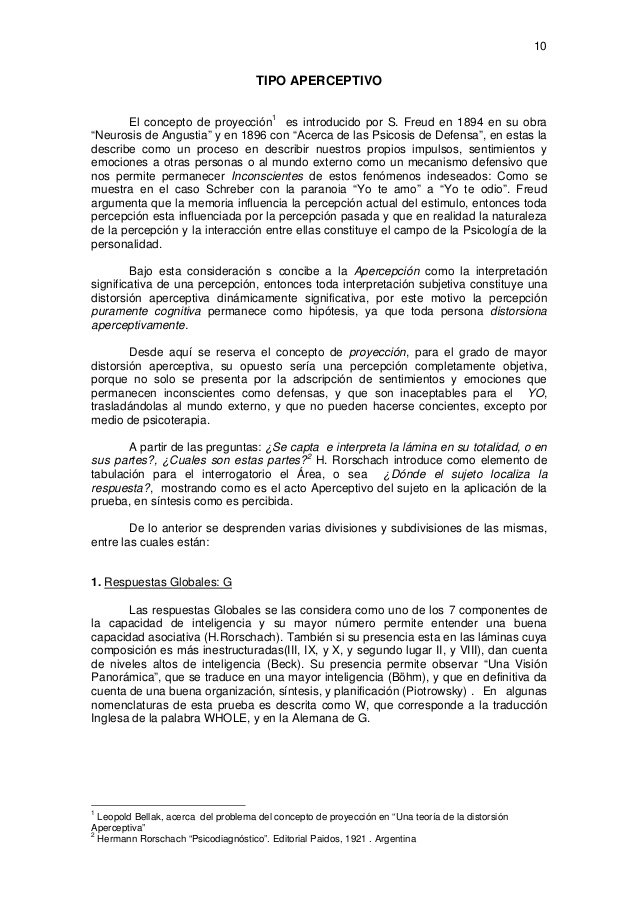 10
TIPO APERCEPTIVO
El concepto de proyección1 es introducido por S. Freud en 1894 en su obra
“Neurosis de Angustia” y en 1896 con “Acerca de las Psicosis de Defensa”, en estas la
describe como un proceso en describir nuestros propios impulsos, sentimientos y
emociones a otras personas o al mundo externo como un mecanismo defensivo que
nos permite permanecer Inconscientes de estos fenómenos indeseados: Como se
muestra en el caso Schreber con la paranoia “Yo te amo” a “Yo te odio”. Freud
argumenta que la memoria influencia la percepción actual del estimulo, entonces toda
percepción esta influenciada por la percepción pasada y que en realidad la naturaleza
de la percepción y la interacción entre ellas constituye el campo de la Psicología de la
personalidad.
Bajo esta consideración s concibe a la Apercepción como la interpretación
significativa de una percepción, entonces toda interpretación subjetiva constituye una
distorsión aperceptiva dinámicamente significativa, por este motivo la percepción
puramente cognitiva permanece como hipótesis, ya que toda persona distorsiona
aperceptivamente.
Desde aquí se reserva el concepto de proyección, para el grado de mayor
distorsión aperceptiva, su opuesto sería una percepción completamente objetiva,
porque no solo se presenta por la adscripción de sentimientos y emociones que
permanecen inconscientes como defensas, y que son inaceptables para el YO,
trasladándolas al mundo externo, y que no pueden hacerse concientes, excepto por
medio de psicoterapia.
A partir de las preguntas: ¿Se capta e interpreta la lámina en su totalidad, o en
sus partes?, ¿Cuales son estas partes?2 H. Rorschach introduce como elemento de
tabulación para el interrogatorio el Área, o sea ¿Dónde el sujeto localiza la
respuesta?, mostrando como es el acto Aperceptivo del sujeto en la aplicación de la
prueba, en síntesis como es percibida.
De lo anterior se desprenden varias divisiones y subdivisiones de las mismas,
entre las cuales están:
1. Respuestas Globales: G
Las respuestas Globales se las considera como uno de los 7 componentes de
la capacidad de inteligencia y su mayor número permite entender una buena
capacidad asociativa (H.Rorschach). También si su presencia esta en las láminas cuya
composición es más inestructuradas(III, IX, y X, y segundo lugar II, y VIII), dan cuenta
de niveles altos de inteligencia (Beck). Su presencia permite observar “Una Visión
Panorámica”, que se traduce en una mayor inteligencia (Böhm), y que en definitiva da
cuenta de una buena organización, síntesis, y planificación (Piotrowsky) . En algunas
nomenclaturas de esta prueba es descrita como W, que corresponde a la traducción
Inglesa de la palabra WHOLE, y en la Alemana de G.
1 Leopold Bellak, acerca del problema del concepto de proyección en “Una teoría de la distorsión
Aperceptiva”
2 Hermann Rorschach “Psicodiagnóstico”. Editorial Paidos, 1921 . Argentina